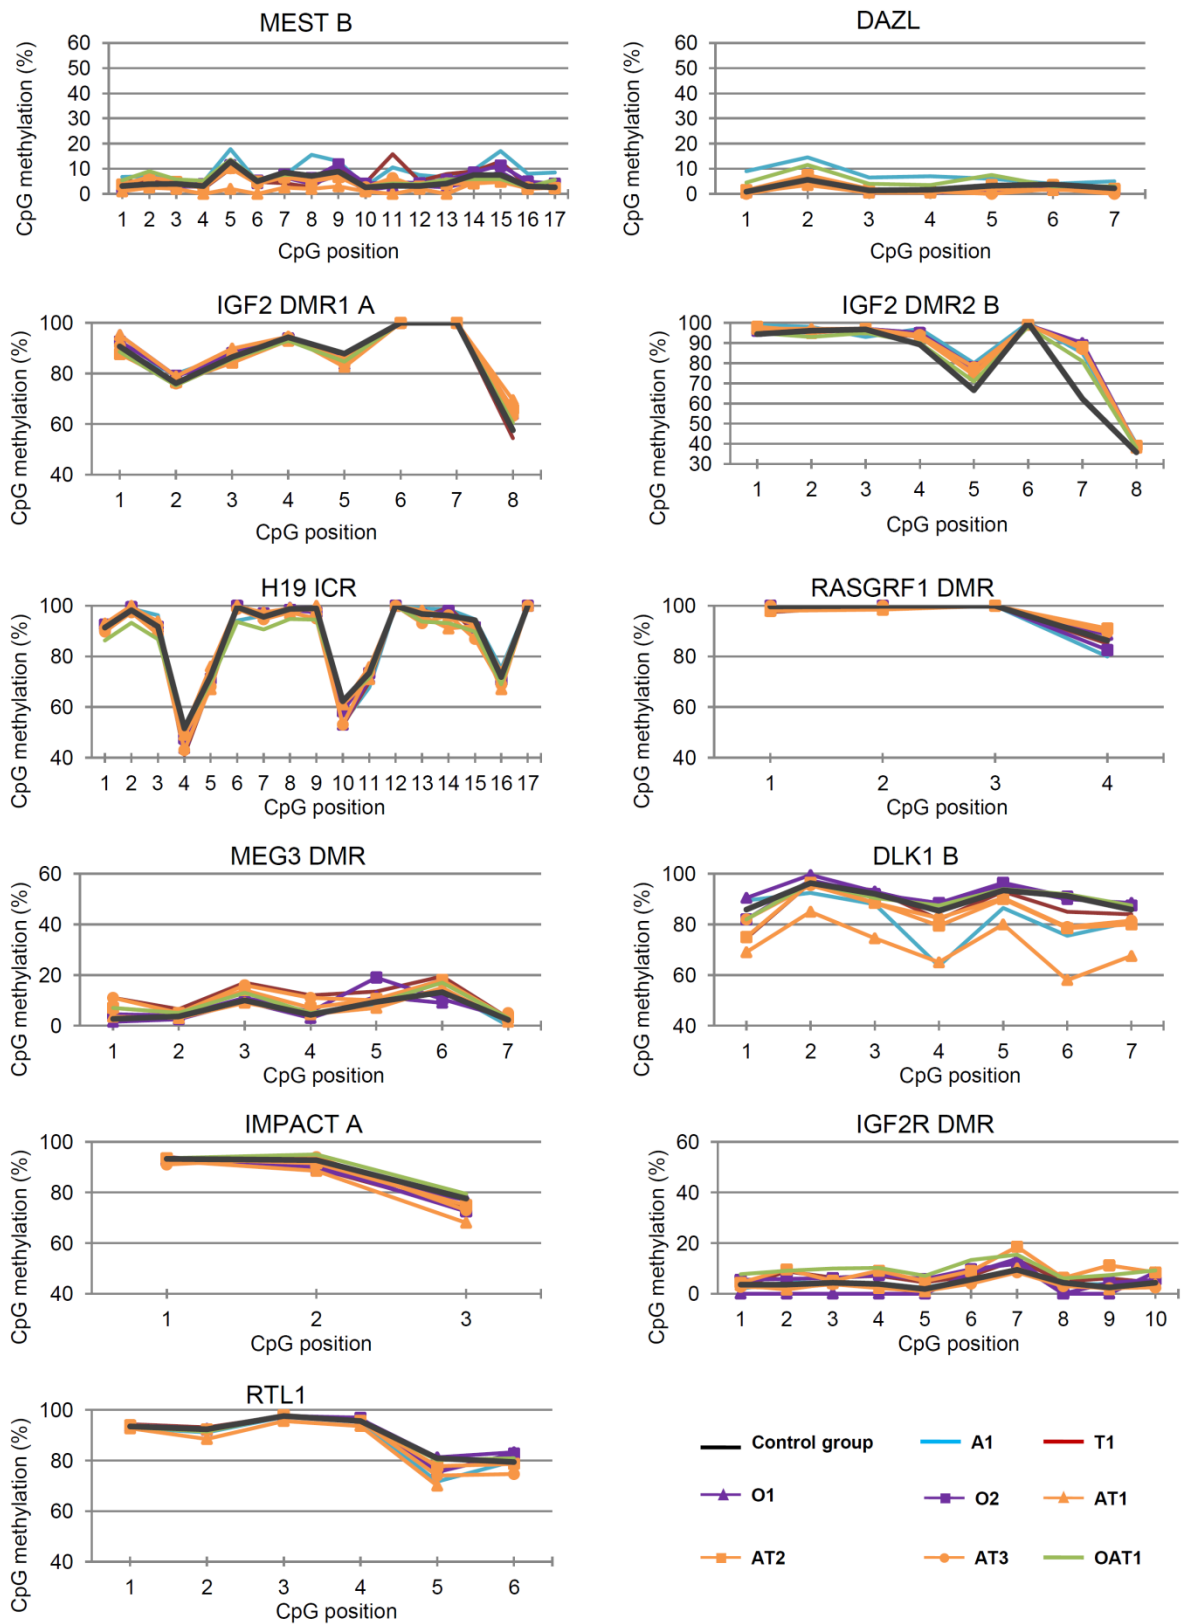 MEST B
CpG methylation (%)
60
50
40
30
20
10
0
1 2 3 4 5 6 7 8 9 10 11 12 13 14 15 16 17
CpG position
DAZL
CpG methylation (%)
60
50
40
30
20
10
0
1 2 3 4 5 6 7
CpG position
IGF2 DMR1 A
CpG methylation (%)
100
80
60
40
1 2 3 4 5 6 7 8
CpG position
IGF2 DMR2 B
CpG methylation (%)
100
90
80
70
60
50
40
30
1 2 3 4 5 6 7 8
CpG position
H19 ICR
CpG methylation (%)
100
80
60
40
1 2 3 4 5 6 7 8 9 10 11 12 13 14 15 16 17
CpG position
RASGRF1 DMR
CpG methylation (%)
100
80
60
40
1 2 3 4
CpG position
MEG3 DMR
CpG methylation (%)
60
40
20
0
1 2 3 4 5 6 7
CpG position
DLK1 B
CpG methylation (%)
100
80
60
40
1 2 3 4 5 6 7
CpG position
IMPACT A
CpG methylation (%)
100
80
60
40
1 2 3
CpG position
IGF2R DMR
CpG methylation (%)
60
40
20
0
1 2 3 4 5 6 7 8 9 10
CpG position
RTL1
CpG methylation (%)
100
80
60
40
1 2 3 4 5 6
CpG position
Control group A1 T1
O1 O2 AT1
AT2 AT3 OAT1